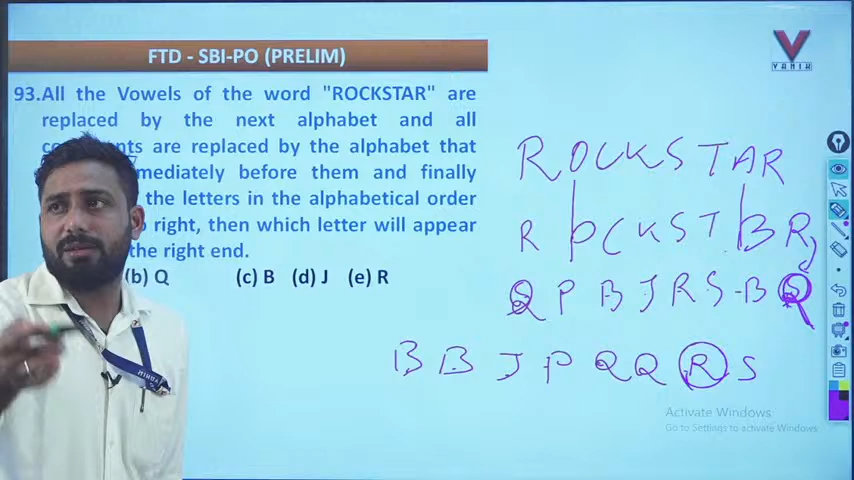 FTD - SBI-PO (PRELIM)
VANIK
93.All the Vowels of the word "ROCKSTAR" are
replaced by the next alphabet and all
are replaced by the alphabet that
before them and finally
the letters in the alphabetical order
right, then which letter will appear
the right end.
(b) Q (c) B (d) J (e) R
ROCKSTAR
R P C K S T B R
Q P B J R S - B
B B J P Q Q R S
Activate Windows
Go to Settings to activate Windows.